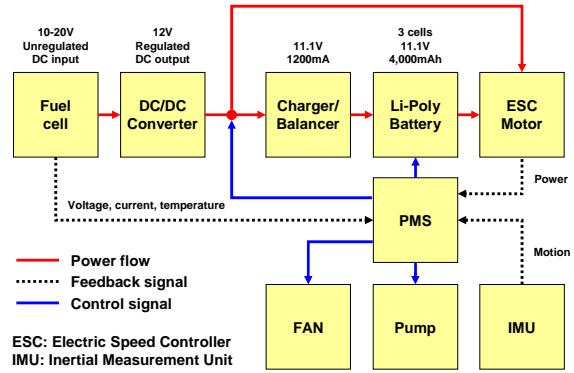 10-20V
Unregulated
DC input
12V
Regulated
DC output
11.1V
1200mA
3 cells
11.1V
4,000mAh
Fuel
cell
DC/DC
Converter
Charger/
Balancer
Li-Poly
Battery
ESC
Motor
Power
Voltage, current, temperature
PMS
Motion
Power flow
Feedback signal
Control signal
FAN
Pump
IMU
ESC: Electric Speed Controller
IMU: Inertial Measurement Unit